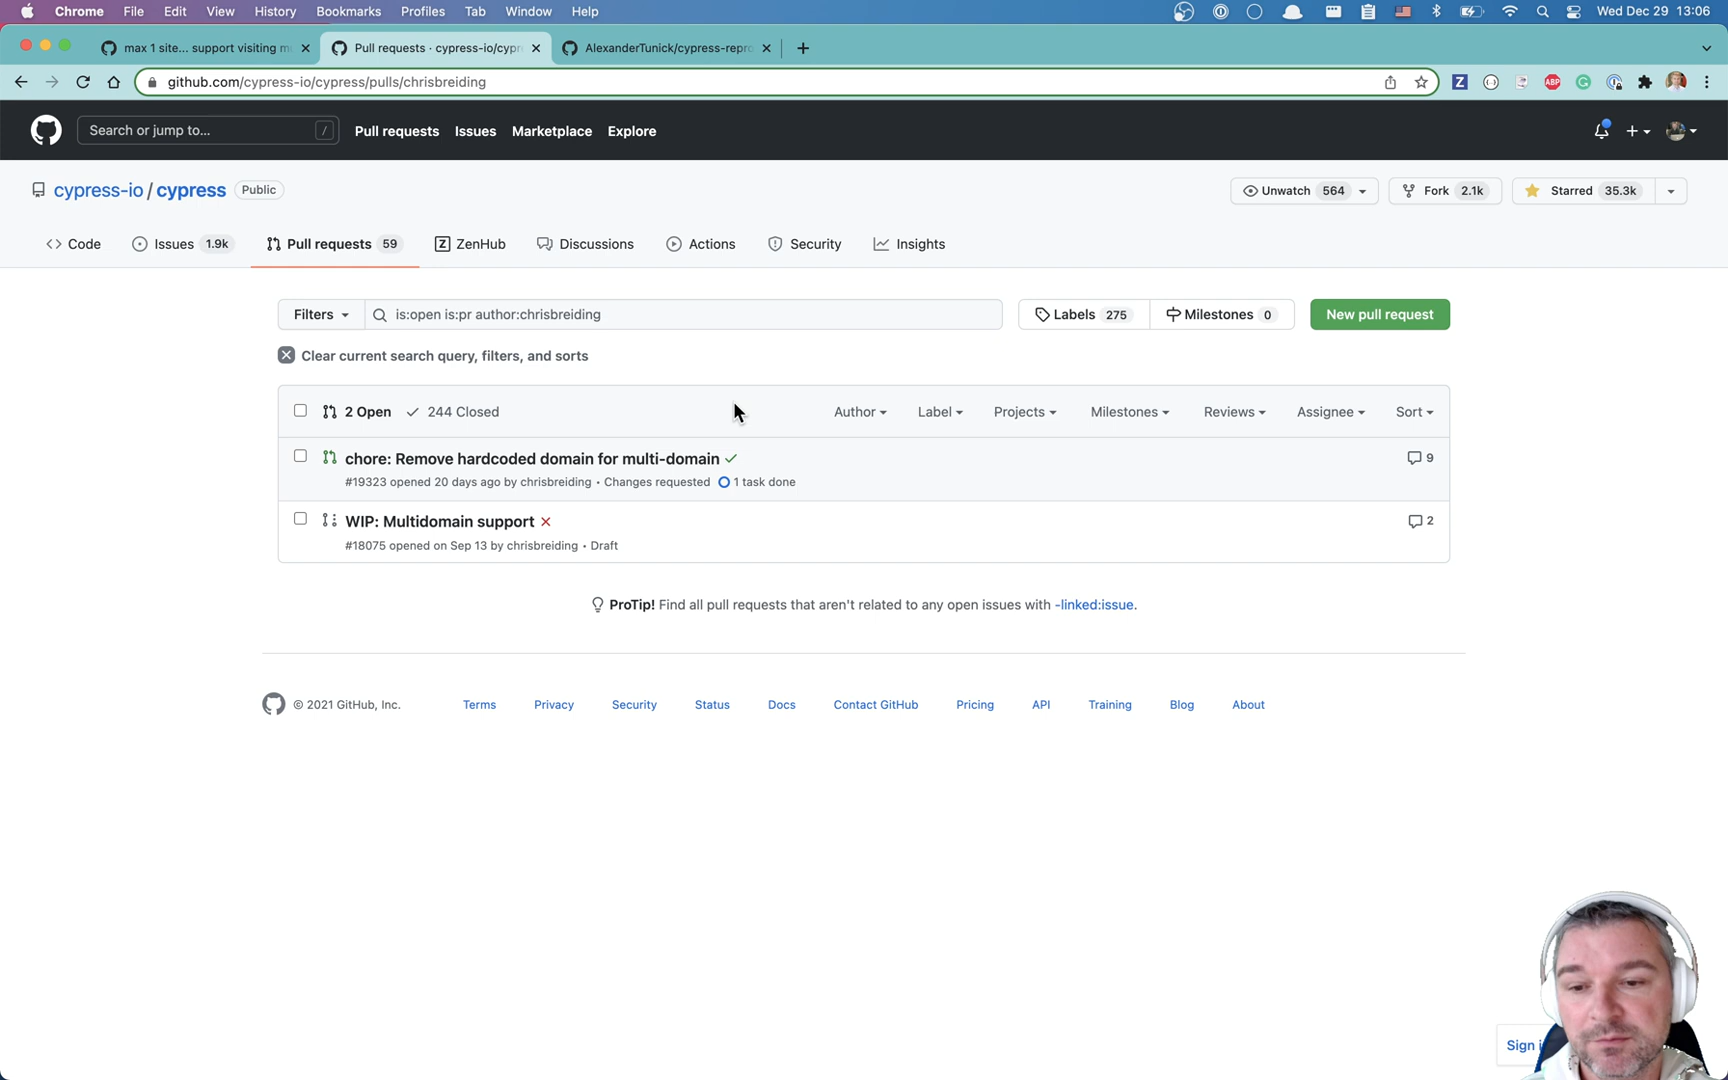 Chrome File Edit View History Bookmarks Profiles Tab Window Help Wed Dec 29 13:06
max 1 site... support visiting m Pull requests · cypress-io/cypre AlexanderTunick/cypress-repro
github.com/cypress-io/cypress/pulls/chrisbreiding
Search or jump to... / Pull requests Issues Marketplace Explore
cypress-io / cypress Public Unwatch 564 Fork 2.1k Starred 35.3k
Code Issues 1.9k Pull requests 59 ZenHub Discussions Actions Security Insights
Filters is:open is:pr author:chrisbreiding Labels 275 Milestones 0 New pull request
Clear current search query, filters, and sorts
2 Open 244 Closed Author Label Projects Milestones Reviews Assignee Sort
chore: Remove hardcoded domain for multi-domain 9
#19323 opened 20 days ago by chrisbreiding • Changes requested 1 task done
WIP: Multidomain support 2
#18075 opened on Sep 13 by chrisbreiding • Draft
ProTip! Find all pull requests that aren't related to any open issues with -linked:issue.
© 2021 GitHub, Inc. Terms Privacy Security Status Docs Contact GitHub Pricing API Training Blog About
Sign